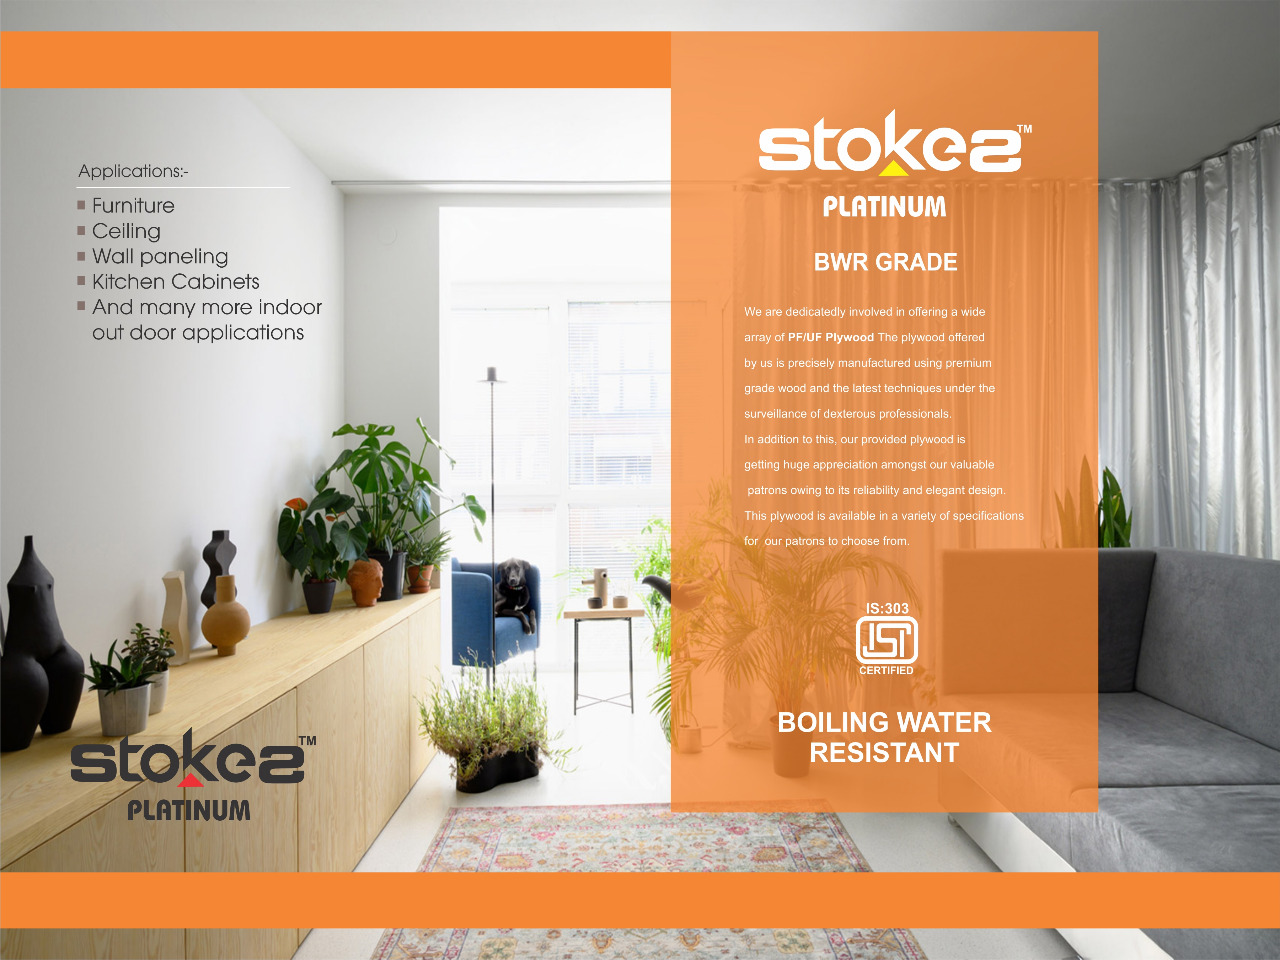 Applications:-
Furniture
Ceiling
Wall paneling
Kitchen Cabinets
And many more indoor
out door applications
stokes™
PLATINUM
stokes™
PLATINUM
BWR GRADE
We are dedicatedly involved in offering a wide
array of PF/UF Plywood The plywood offered
by us is precisely manufactured using premium
grade wood and the latest techniques under the
surveillance of dexterous professionals.
In addition to this, our provided plywood is
getting huge appreciation amongst our valuable
patrons owing to its reliability and elegant design.
This plywood is available in a variety of specifications
for our patrons to choose from.
IS:303
ISI
CERTIFIED
BOILING WATER
RESISTANT